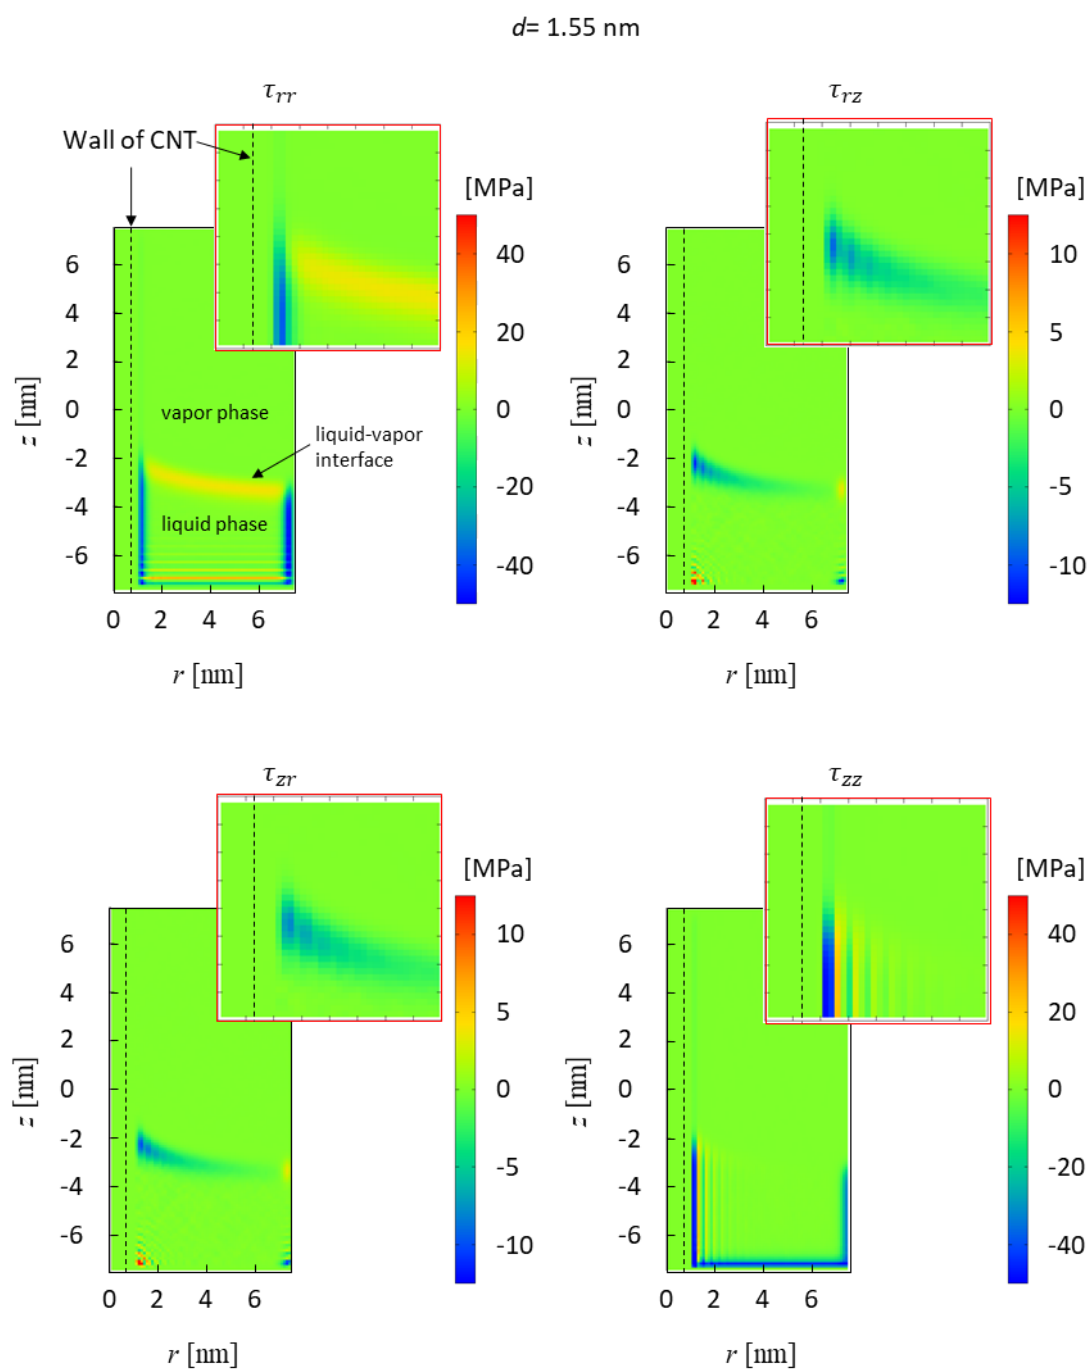 d= 1.55 nm
τrr
τrz
Wall of CNT
[MPa]
[MPa]
6
4
2
0
-2
-4
-6
z [nm]
vapor phase
liquid-vapor
interface
liquid phase
40
20
0
-20
-40
0 2 4 6
r [nm]
6
4
2
0
-2
-4
-6
z [nm]
10
5
0
-5
-10
0 2 4 6
r [nm]
τzr
τzz
[MPa]
[MPa]
6
4
2
0
-2
-4
-6
z [nm]
10
5
0
-5
-10
0 2 4 6
r [nm]
6
4
2
0
-2
-4
-6
z [nm]
40
20
0
-20
-40
0 2 4 6
r [nm]